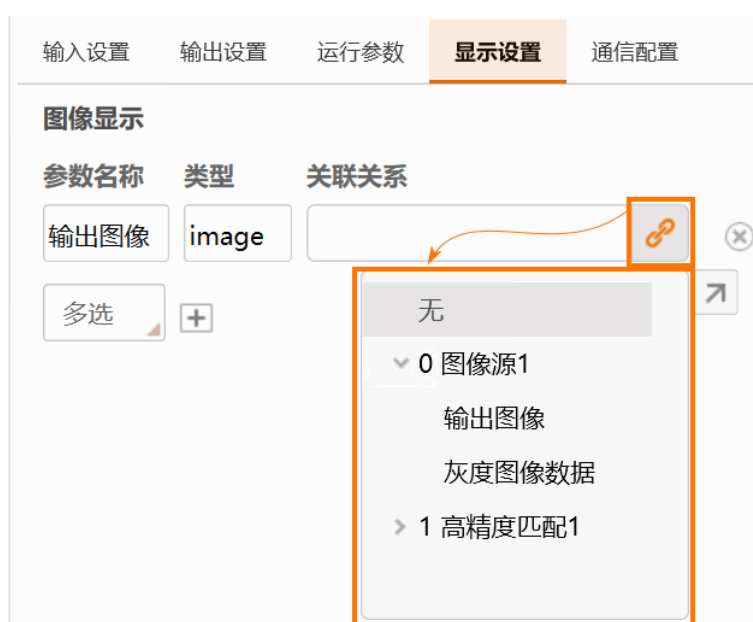 输入设置 输出设置 运行参数 显示设置 通信配置
图像显示
参数名称 类型 关联关系
输出图像 image
多选
无
0 图像源1
输出图像
灰度图像数据
1 高精度匹配1